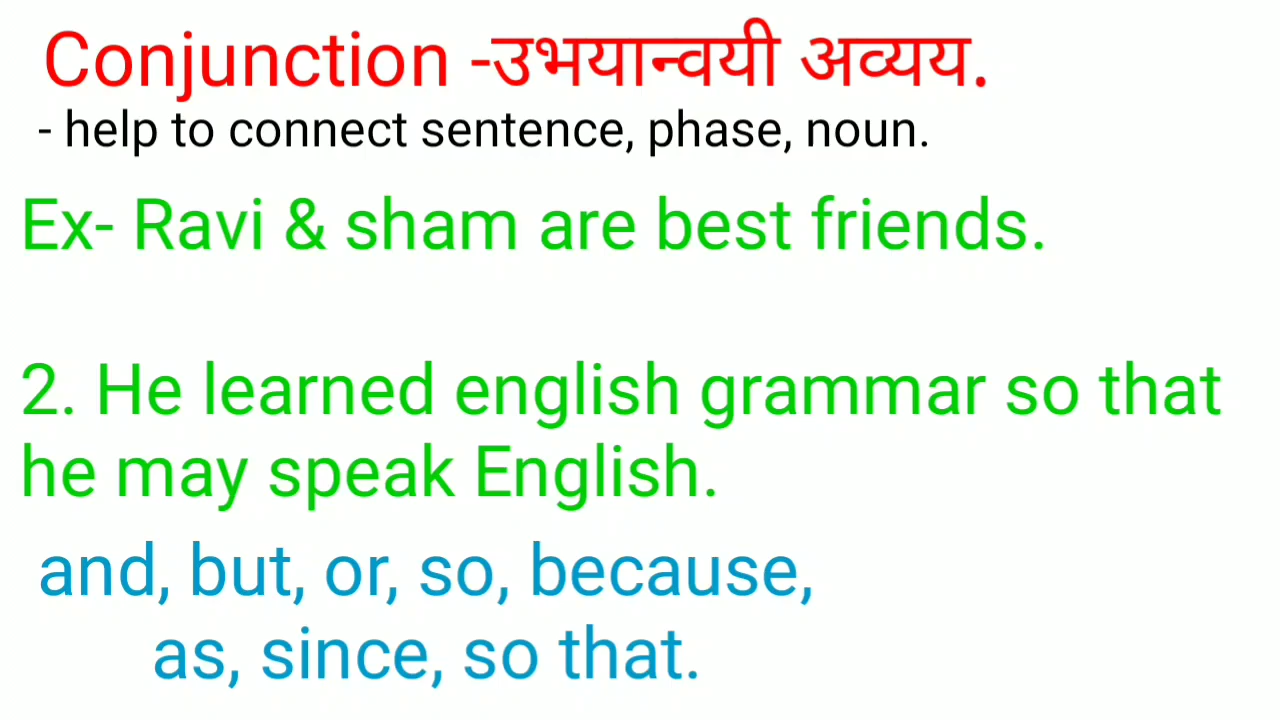 Conjunction -उभयान्वयी अव्यय.
- help to connect sentence, phase, noun.
Ex- Ravi & sham are best friends.
2. He learned english grammar so that
he may speak English.
and, but, or, so, because,
as, since, so that.